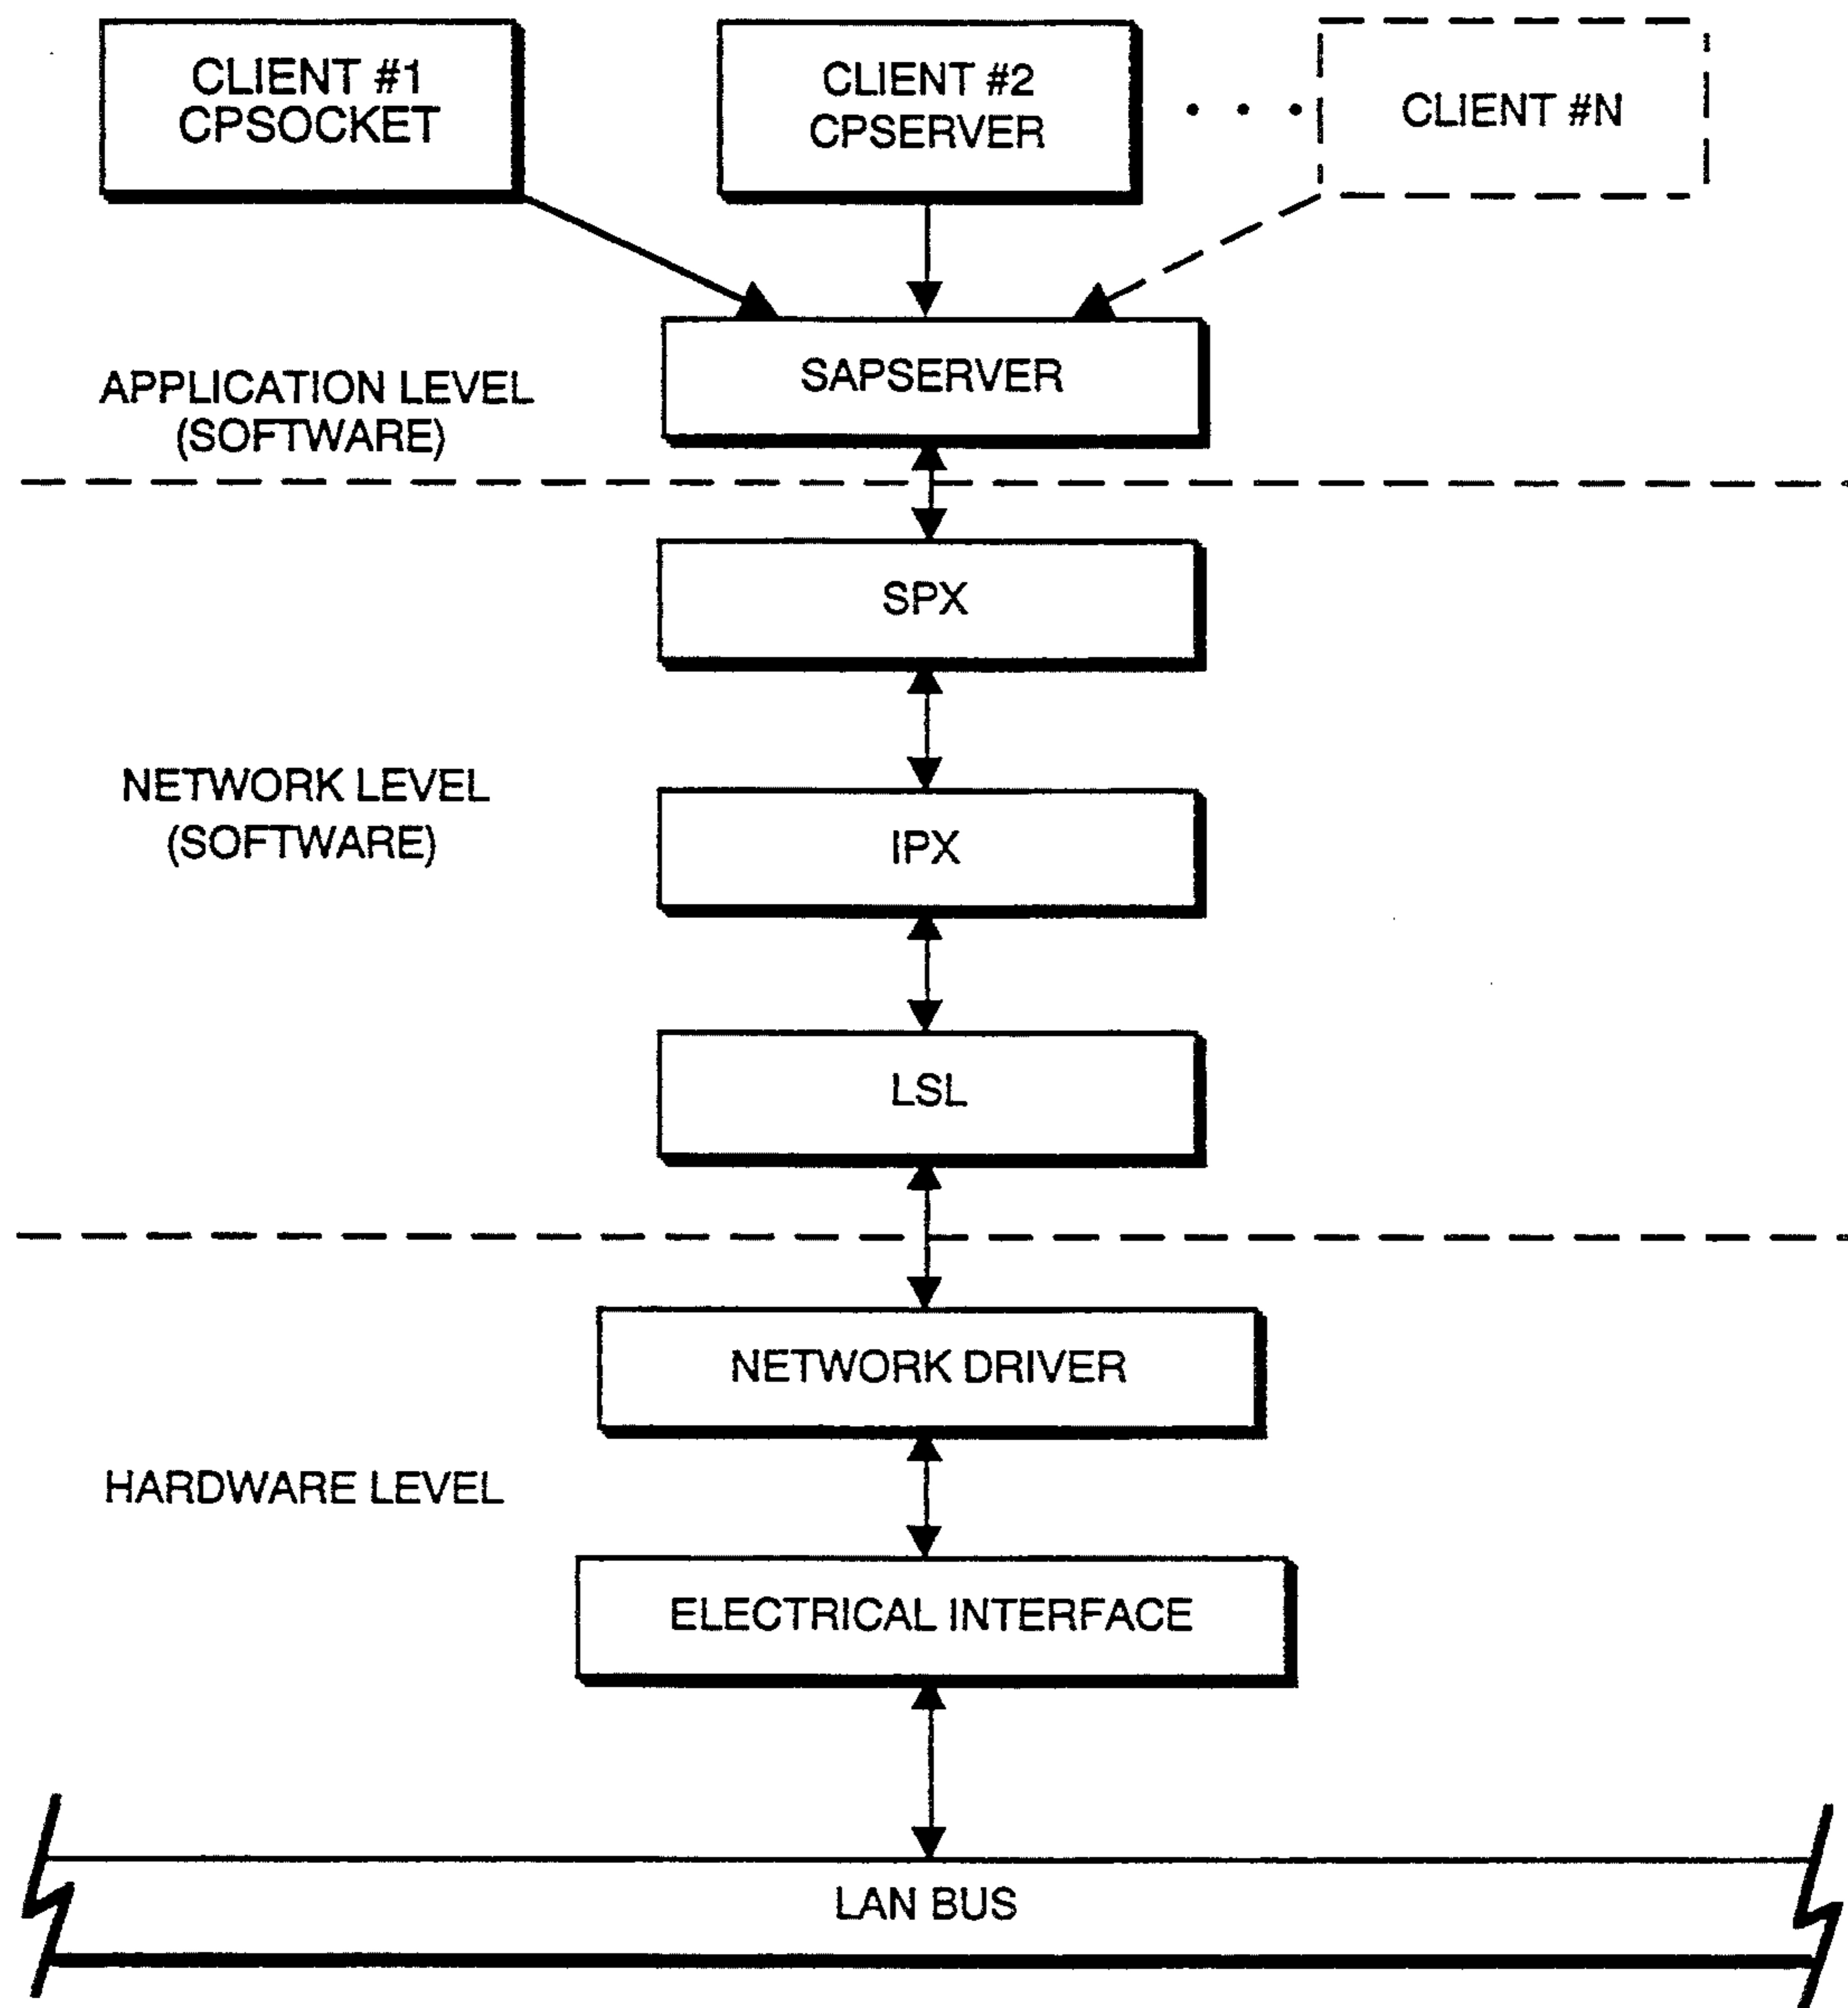 CLIENT #1
CPSOCKET
CLIENT #2
CPSERVER
CLIENT #N
SAPSERVER
APPLICATION LEVEL
(SOFTWARE)
SPX
NETWORK LEVEL
(SOFTWARE)
IPX
LSL
NETWORK DRIVER
HARDWARE LEVEL
ELECTRICAL INTERFACE
LAN BUS